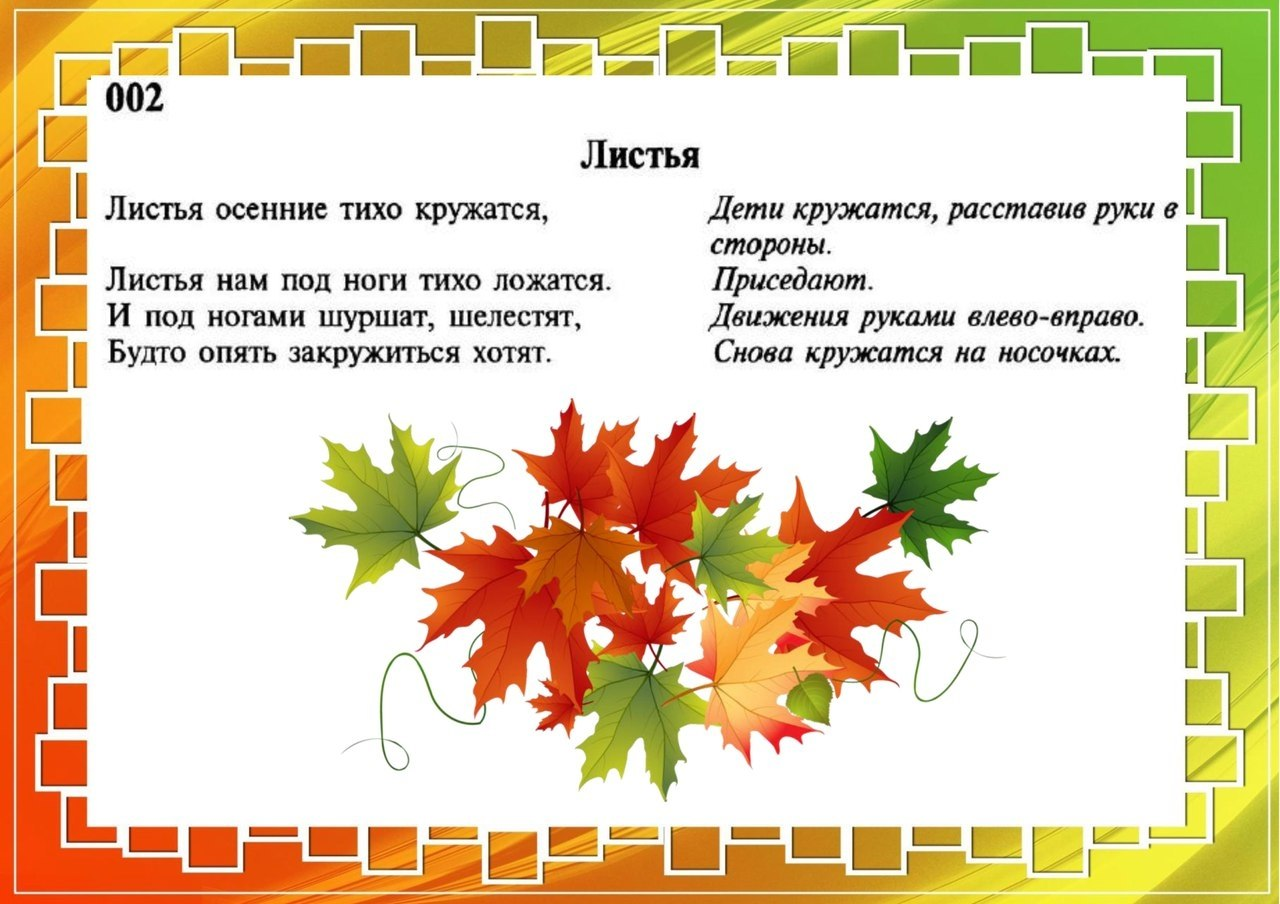 002
Листья
Листья осенние тихо кружатся,
Дети кружатся, расставив руки в
стороны.
Листья нам под ноги тихо ложатся.
Приседают.
И под ногами шуршат, шелестят,
Движения руками влево-вправо.
Будто опять закружиться хотят.
Снова кружатся на носочках.